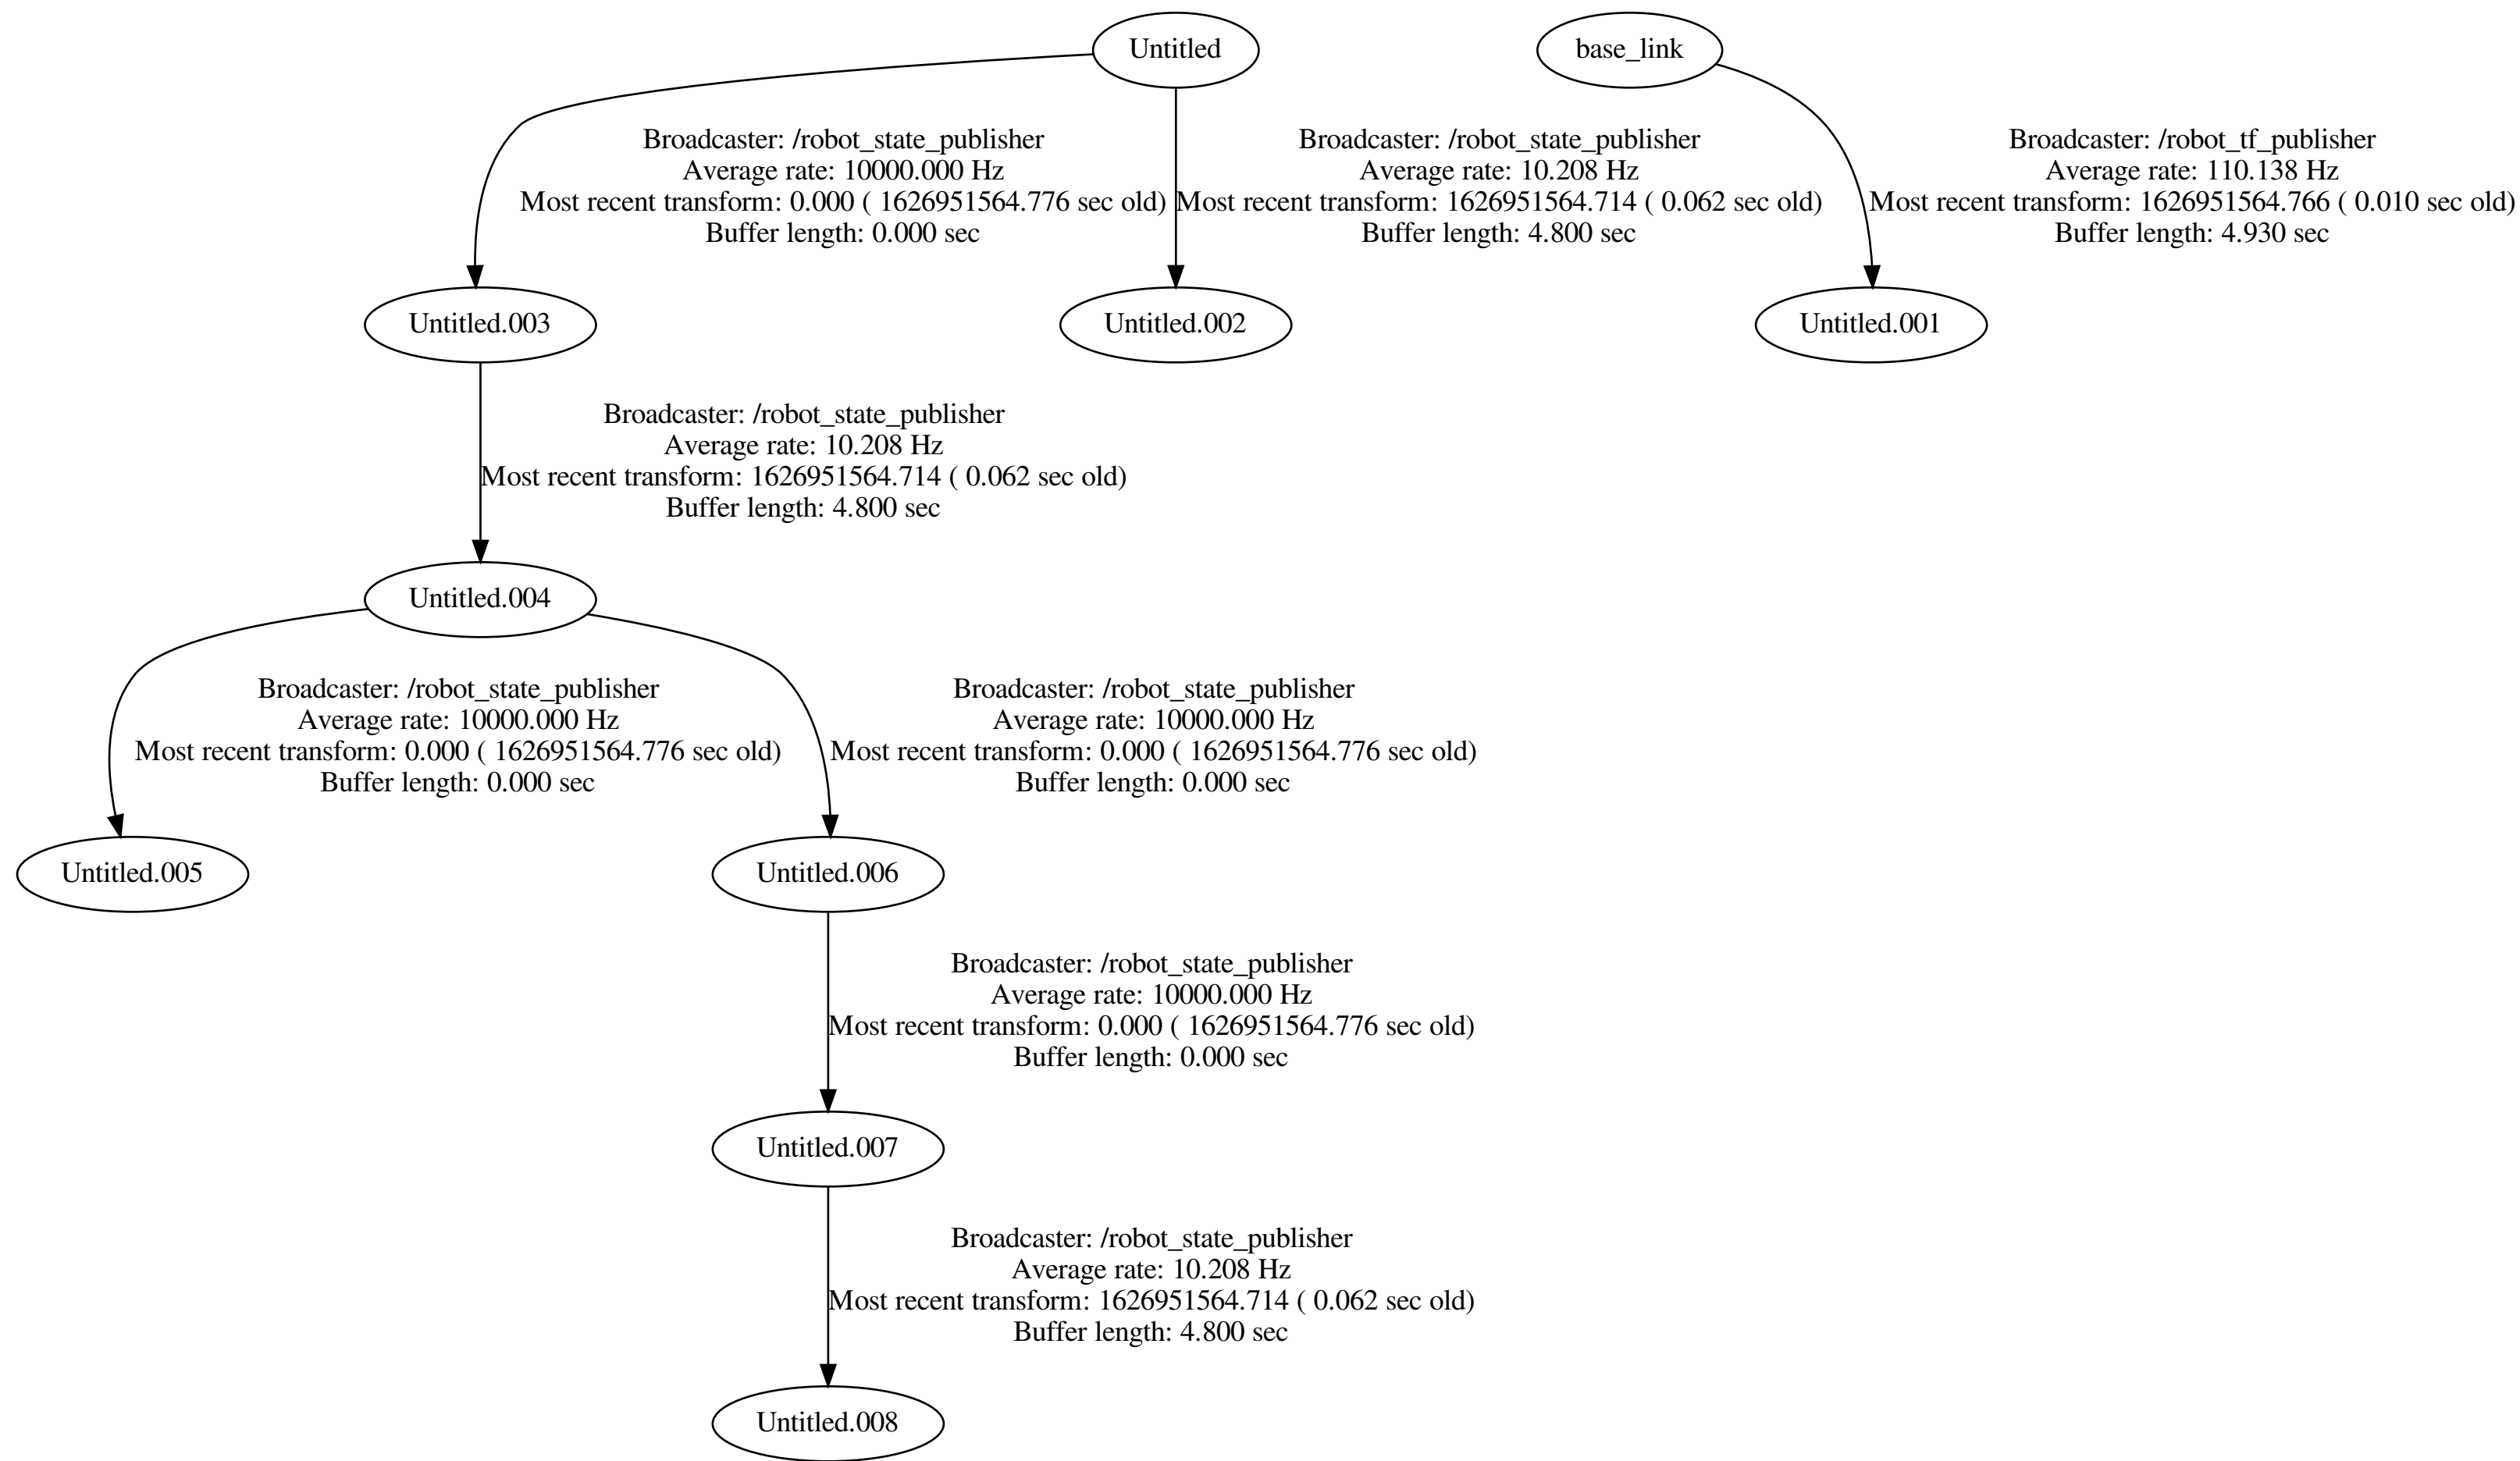 Untitled
base_link
Broadcaster: /robot_state_publisher
Average rate: 10000.000 Hz
Most recent transform: 0.000 ( 1626951564.776 sec old)
Buffer length: 0.000 sec
Broadcaster: /robot_state_publisher
Average rate: 10.208 Hz
Most recent transform: 1626951564.714 ( 0.062 sec old)
Buffer length: 4.800 sec
Broadcaster: /robot_tf_publisher
Average rate: 110.138 Hz
Most recent transform: 1626951564.766 ( 0.010 sec old)
Buffer length: 4.930 sec
Untitled.003
Untitled.002
Untitled.001
Broadcaster: /robot_state_publisher
Average rate: 10.208 Hz
Most recent transform: 1626951564.714 ( 0.062 sec old)
Buffer length: 4.800 sec
Untitled.004
Broadcaster: /robot_state_publisher
Average rate: 10000.000 Hz
Most recent transform: 0.000 ( 1626951564.776 sec old)
Buffer length: 0.000 sec
Broadcaster: /robot_state_publisher
Average rate: 10000.000 Hz
Most recent transform: 0.000 ( 1626951564.776 sec old)
Buffer length: 0.000 sec
Untitled.005
Untitled.006
Broadcaster: /robot_state_publisher
Average rate: 10000.000 Hz
Most recent transform: 0.000 ( 1626951564.776 sec old)
Buffer length: 0.000 sec
Untitled.007
Broadcaster: /robot_state_publisher
Average rate: 10.208 Hz
Most recent transform: 1626951564.714 ( 0.062 sec old)
Buffer length: 4.800 sec
Untitled.008